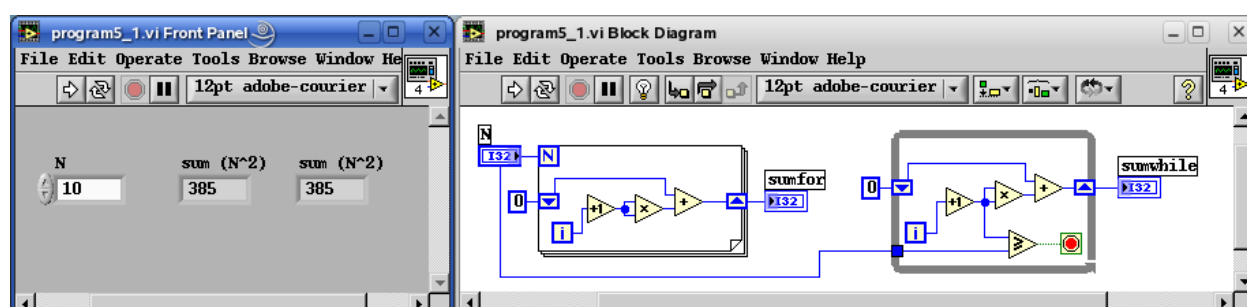 program5_1.vi Front Panel
File Edit Operate Tools Browse Window He
12pt adobe-courier
4
N
sum (N^2)
sum (N^2)
10
385
385
program5_1.vi Block Diagram
File Edit Operate Tools Browse Window Help
12pt adobe-courier
?
4
N
I32
N
0
+1
×
+
i
sumfor
I32
0
+1
×
+
i
≥
sumwhile
I32